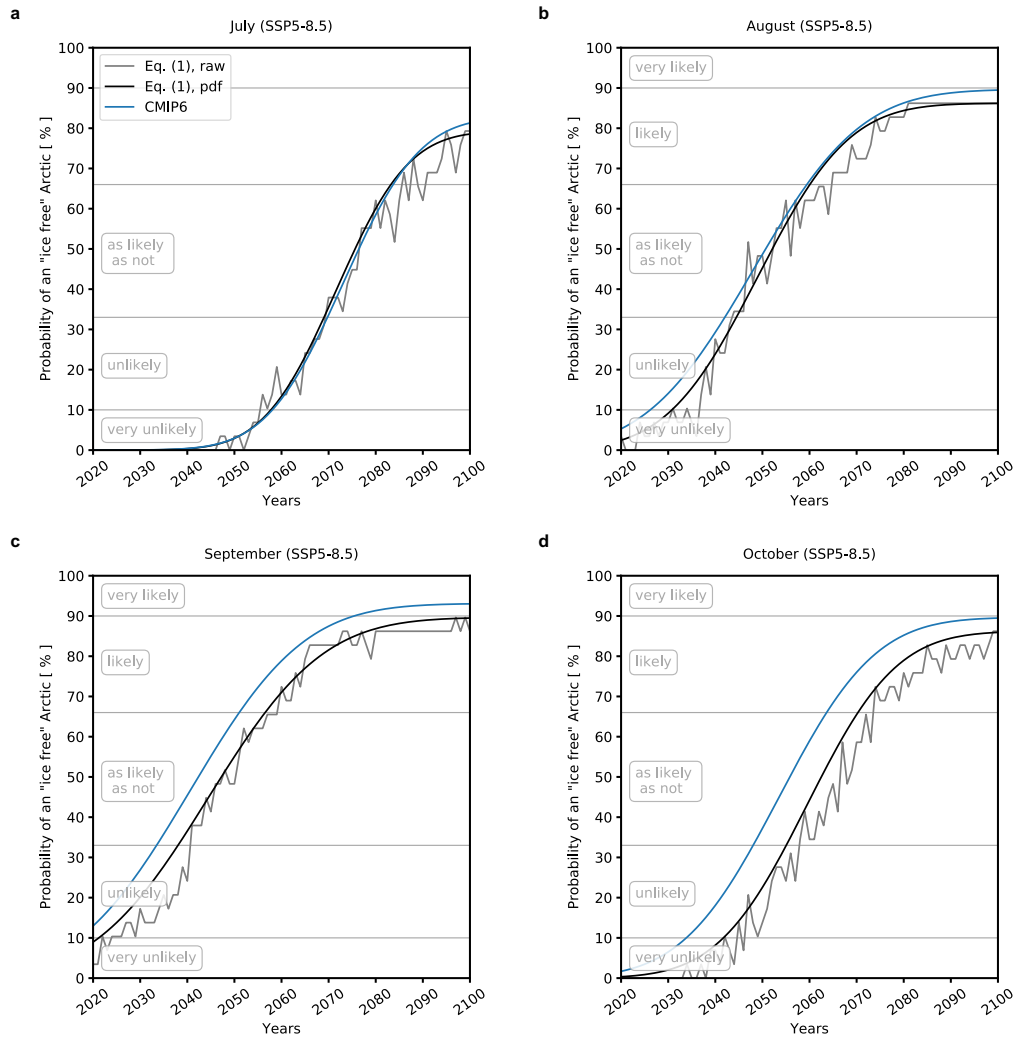 a
July (SSP5-8.5)
Probability of an "ice free" Arctic [ % ]
100
90
80
70
60
50
40
30
20
10
0
Eq. (1), raw
Eq. (1), pdf
CMIP6
as likely
as not
unlikely
very unlikely
2020 2030 2040 2050 2060 2070 2080 2090 2100
Years
b
August (SSP5-8.5)
Probability of an "ice free" Arctic [ % ]
100
90
80
70
60
50
40
30
20
10
0
very likely
likely
as likely
as not
unlikely
very unlikely
2020 2030 2040 2050 2060 2070 2080 2090 2100
Years
c
September (SSP5-8.5)
Probability of an "ice free" Arctic [ % ]
100
90
80
70
60
50
40
30
20
10
0
very likely
likely
as likely
as not
unlikely
very unlikely
2020 2030 2040 2050 2060 2070 2080 2090 2100
Years
d
October (SSP5-8.5)
Probability of an "ice free" Arctic [ % ]
100
90
80
70
60
50
40
30
20
10
0
very likely
likely
as likely
as not
unlikely
very unlikely
2020 2030 2040 2050 2060 2070 2080 2090 2100
Years